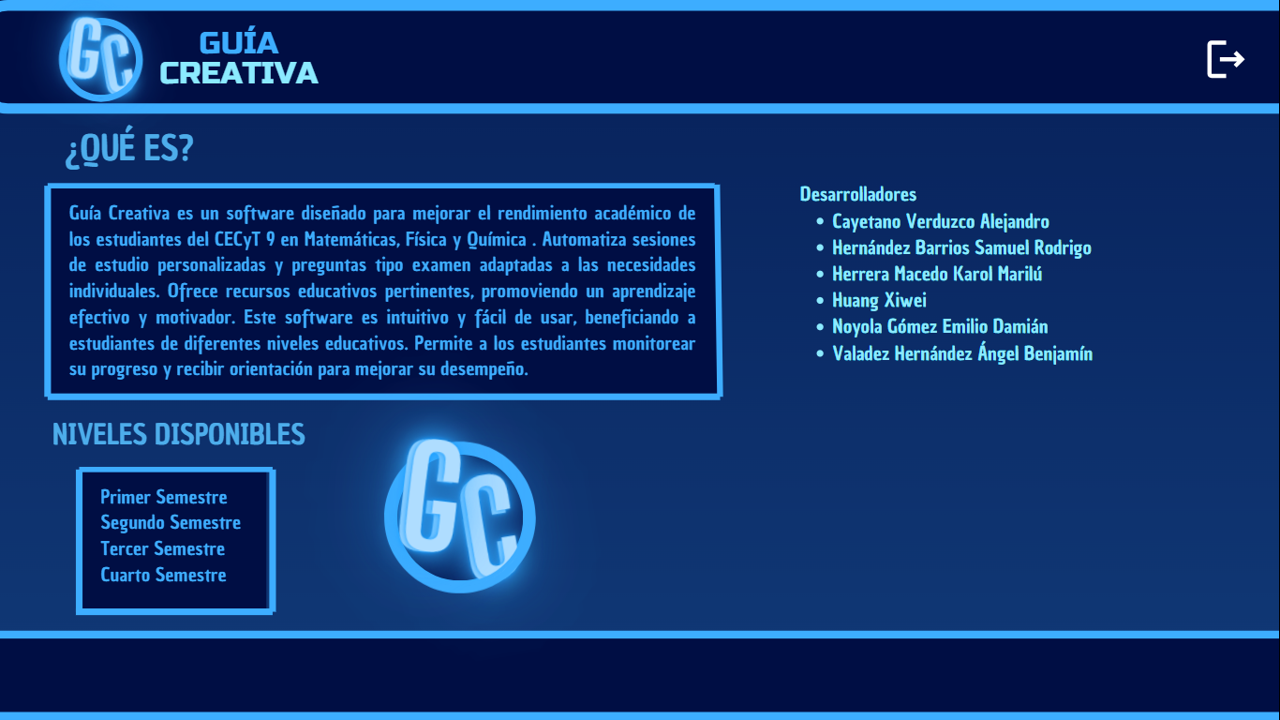 GC
GUÍA
CREATIVA
¿QUÉ ES?
Guía Creativa es un software diseñado para mejorar el rendimiento académico de
los estudiantes del CECyT 9 en Matemáticas, Física y Química . Automatiza sesiones
de estudio personalizadas y preguntas tipo examen adaptadas a las necesidades
individuales. Ofrece recursos educativos pertinentes, promoviendo un aprendizaje
efectivo y motivador. Este software es intuitivo y fácil de usar, beneficiando a
estudiantes de diferentes niveles educativos. Permite a los estudiantes monitorear
su progreso y recibir orientación para mejorar su desempeño.
Desarrolladores
• Cayetano Verduzco Alejandro
• Hernández Barrios Samuel Rodrigo
• Herrera Macedo Karol Marilú
• Huang Xiwei
• Noyola Gómez Emilio Damián
• Valadez Hernández Ángel Benjamín
NIVELES DISPONIBLES
Primer Semestre
Segundo Semestre
Tercer Semestre
Cuarto Semestre
GC